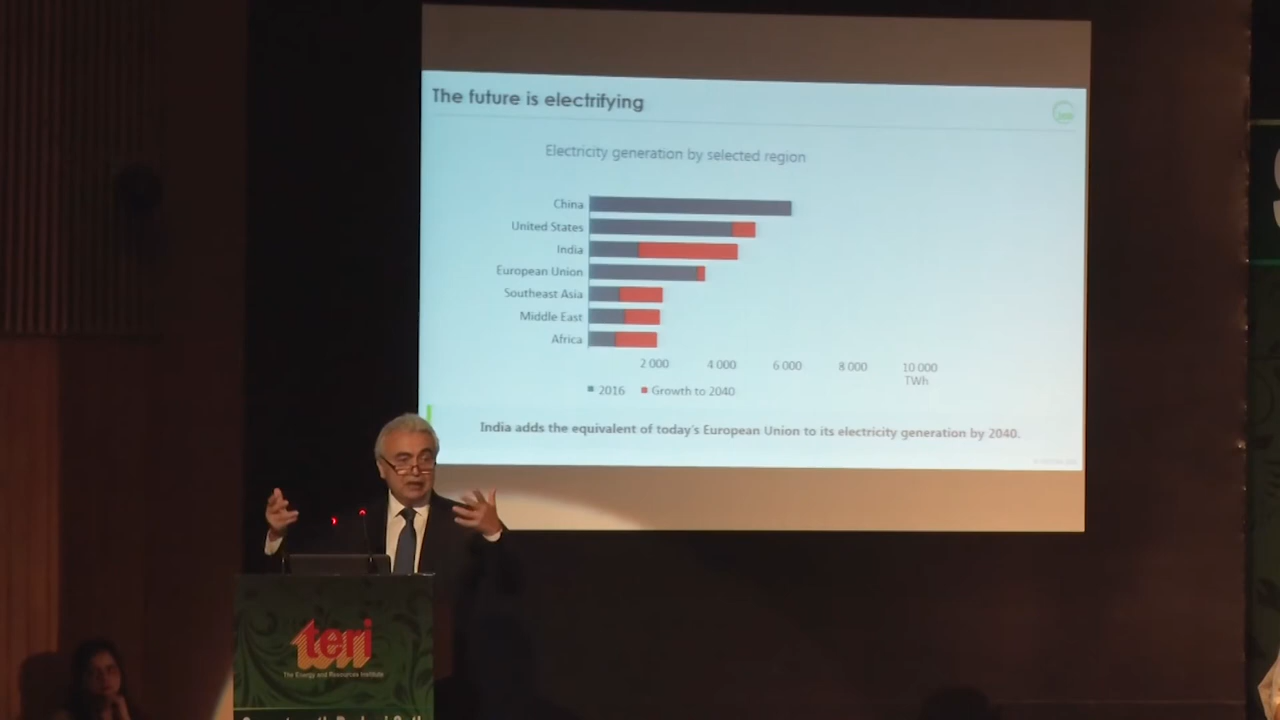 The future is electrifying
iea
Electricity generation by selected region
China
United States
India
European Union
Southeast Asia
Middle East
Africa
2 000 4 000 6 000 8 000 10 000
TWh
2016 Growth to 2040
India adds the equivalent of today's European Union to its electricity generation by 2040.
teri
The Energy and Resources Institute